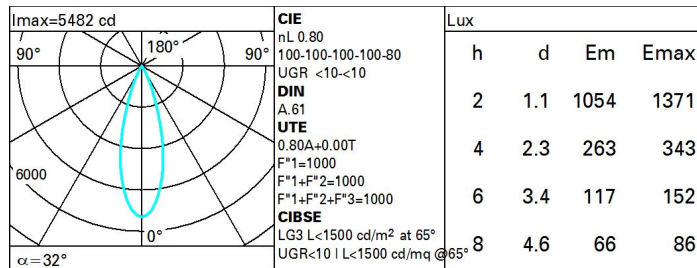 Imax=5482 cd
90° 180° 90°
6000
0°
α=32°
CIE
nL 0.80
100-100-100-100-80
UGR <10-<10
DIN
A.61
UTE
0.80A+0.00T
F"1=1000
F"1+F"2=1000
F"1+F"2+F"3=1000
CIBSE
LG3 L<1500 cd/m² at 65°
UGR<10 | L<1500 cd/mq @65°
Lux
h d Em Emax
2 1.1 1054 1371
4 2.3 263 343
6 3.4 117 152
8 4.6 66 86